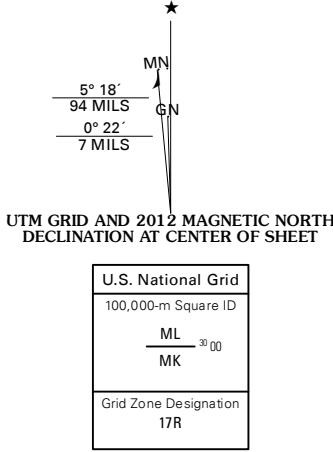 ★
MN
5° 18´
94 MILS
GN
0° 22´
7 MILS
UTM GRID AND 2012 MAGNETIC NORTH
DECLINATION AT CENTER OF SHEET
U.S. National Grid
100,000-m Square ID
ML
30 00
MK
Grid Zone Designation
17R